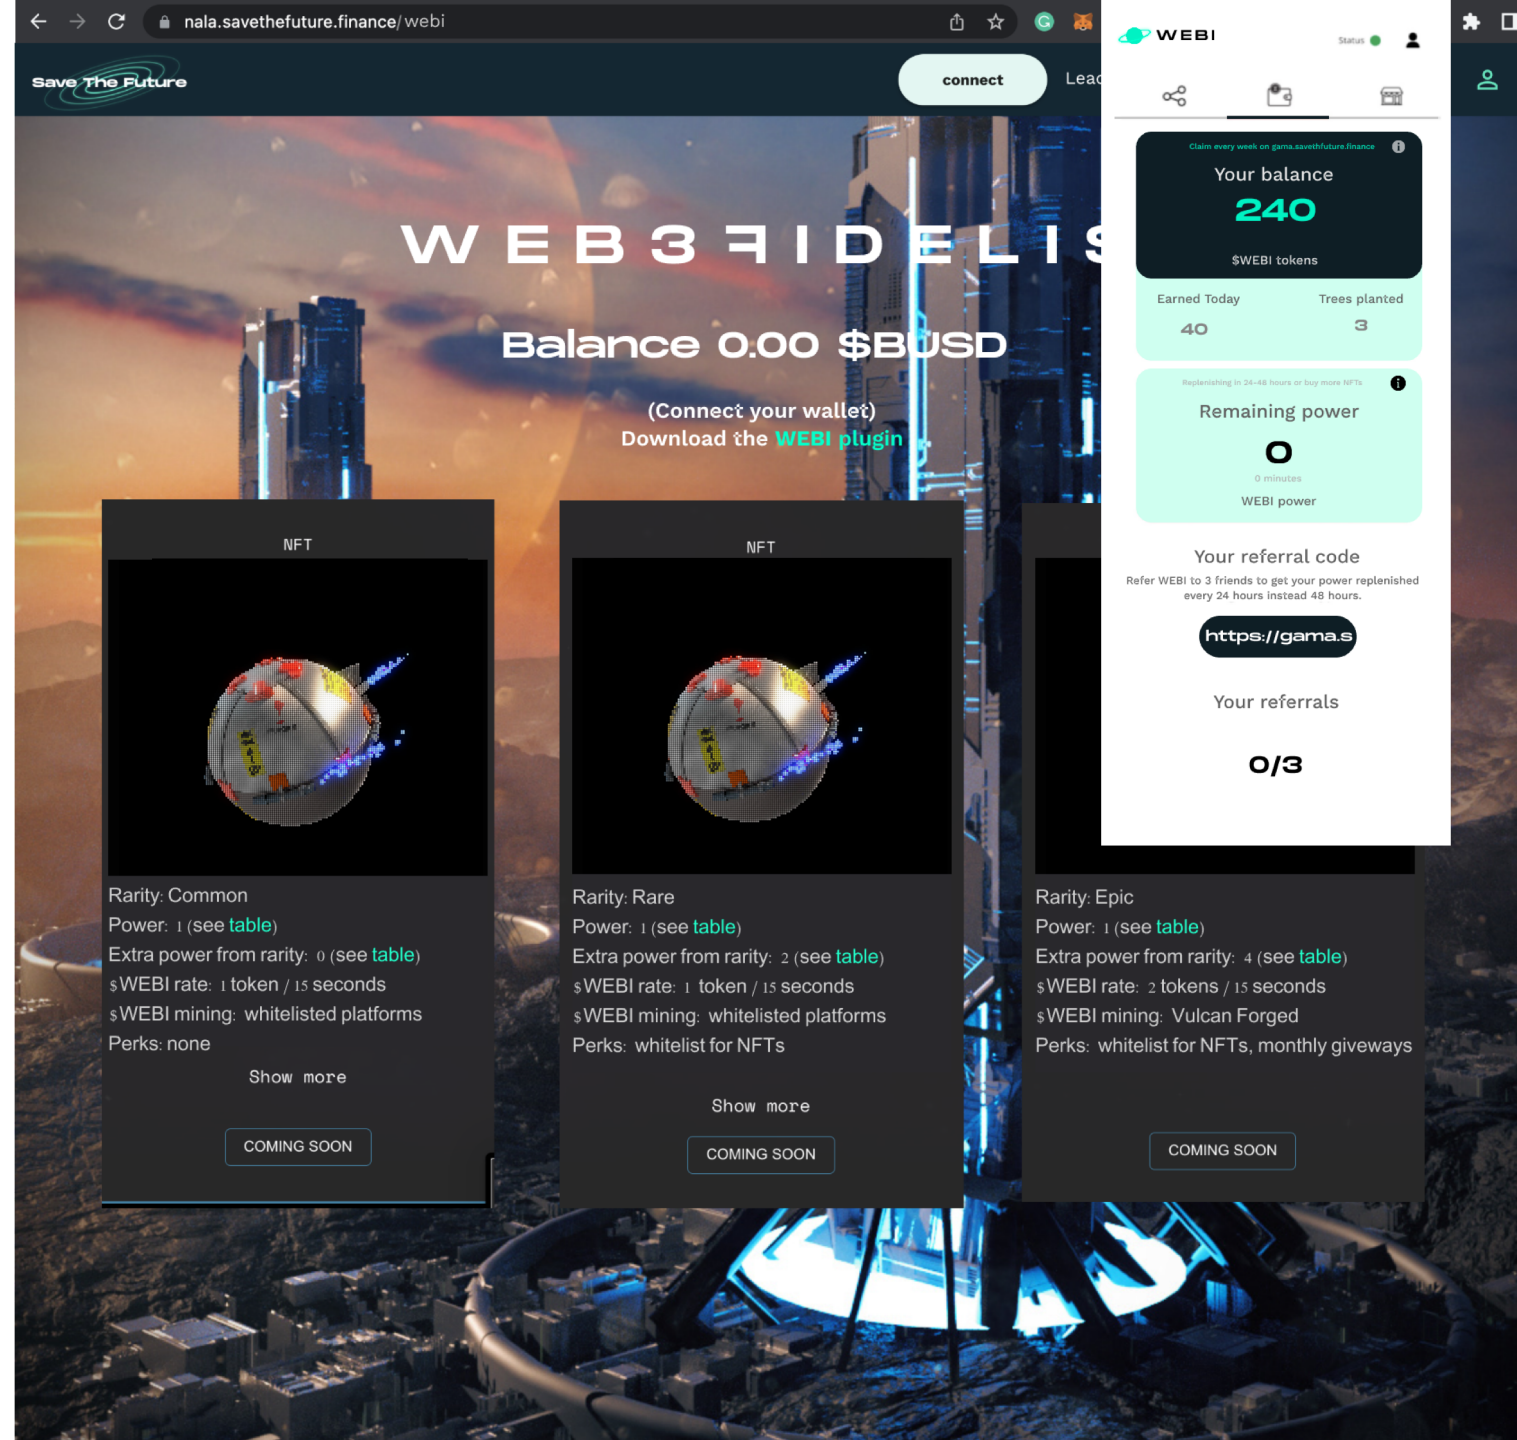 nala.savethefuture.finance/webi
Save The Future
connect
WEB3FIDELIS
Balance 0.00 $BUSD
(Connect your wallet)
Download the WEBI plugin
NFT
Rarity: Common
Power: 1 (see table)
Extra power from rarity: 0 (see table)
$WEBI rate: 1 token / 15 seconds
$WEBI mining: whitelisted platforms
Perks: none
Show more
COMING SOON
NFT
Rarity: Rare
Power: 1 (see table)
Extra power from rarity: 2 (see table)
$WEBI rate: 1 token / 15 seconds
$WEBI mining: whitelisted platforms
Perks: whitelist for NFTs
Show more
COMING SOON
Rarity: Epic
Power: 1 (see table)
Extra power from rarity: 4 (see table)
$WEBI rate: 2 tokens / 15 seconds
$WEBI mining: Vulcan Forged
Perks: whitelist for NFTs, monthly giveways
COMING SOON
WEBI
Status
Claim every week on gama.savethfuture.finance
Your balance
240
$WEBI tokens
Earned Today
40
Trees planted
3
Replenishing in 24-48 hours or buy more NFTs
Remaining power
0
0 minutes
WEBI power
Your referral code
Refer WEBI to 3 friends to get your power replenished
every 24 hours instead 48 hours.
https://gama.s
Your referrals
0/3